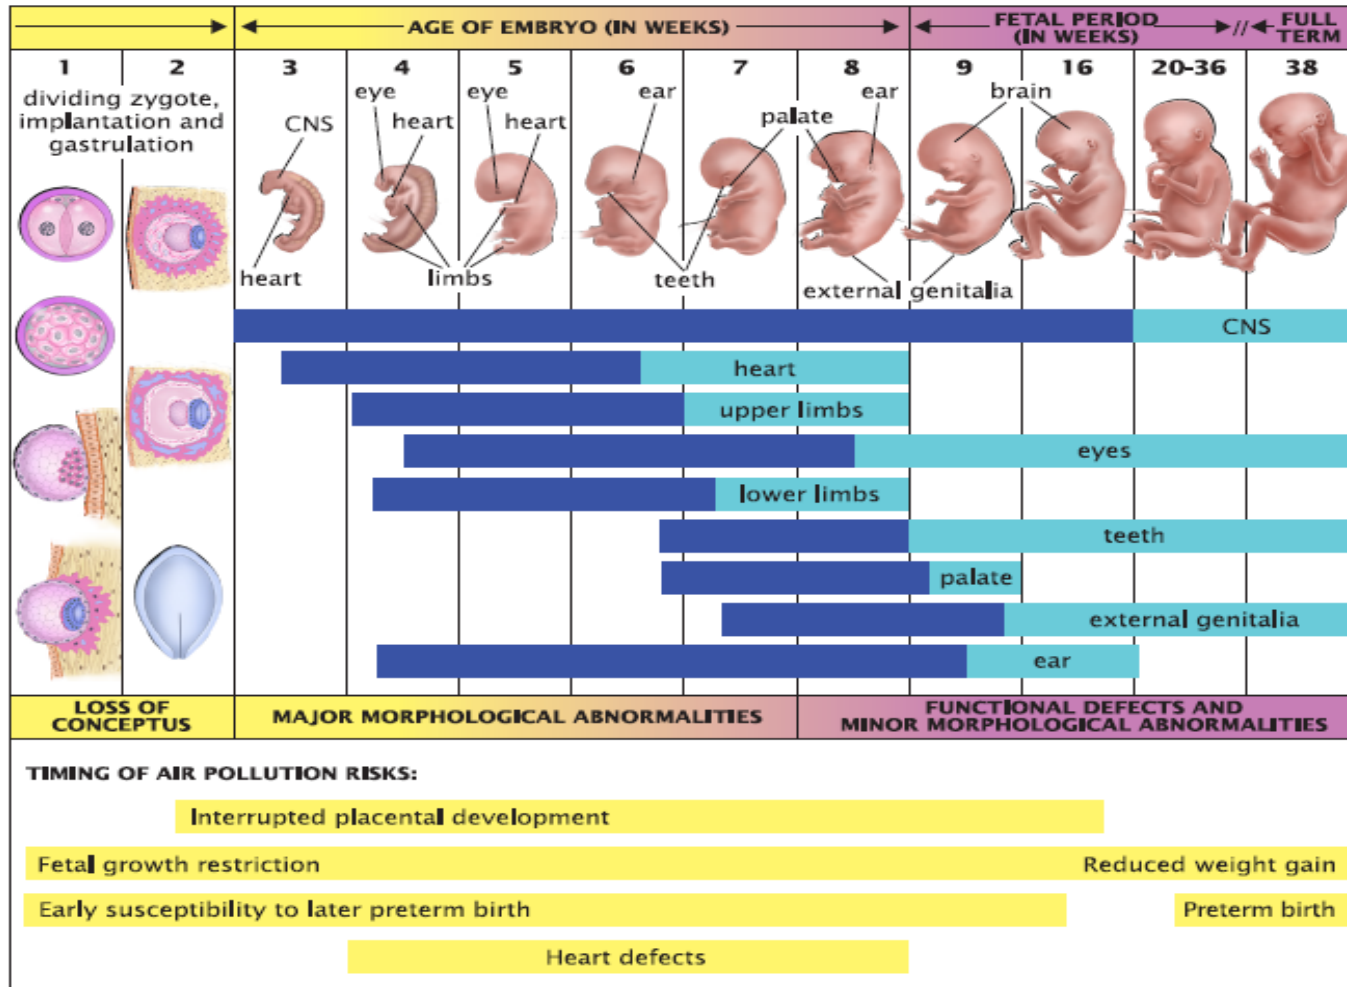 AGE OF EMBRYO (IN WEEKS)
FETAL PERIOD
(IN WEEKS)
//
FULL
TERM
1 2 3 4 5 6 7 8 9 16 20-36 38
dividing zygote,
implantation and
gastrulation
CNS
heart
eye
heart
limbs
eye
heart
ear
teeth
palate
ear
external genitalia
brain
CNS
heart
upper limbs
eyes
lower limbs
teeth
palate
external genitalia
ear
LOSS OF
CONCEPTUS
MAJOR MORPHOLOGICAL ABNORMALITIES
FUNCTIONAL DEFECTS AND
MINOR MORPHOLOGICAL ABNORMALITIES
TIMING OF AIR POLLUTION RISKS:
Interrupted placental development
Fetal growth restriction
Reduced weight gain
Early susceptibility to later preterm birth
Preterm birth
Heart defects